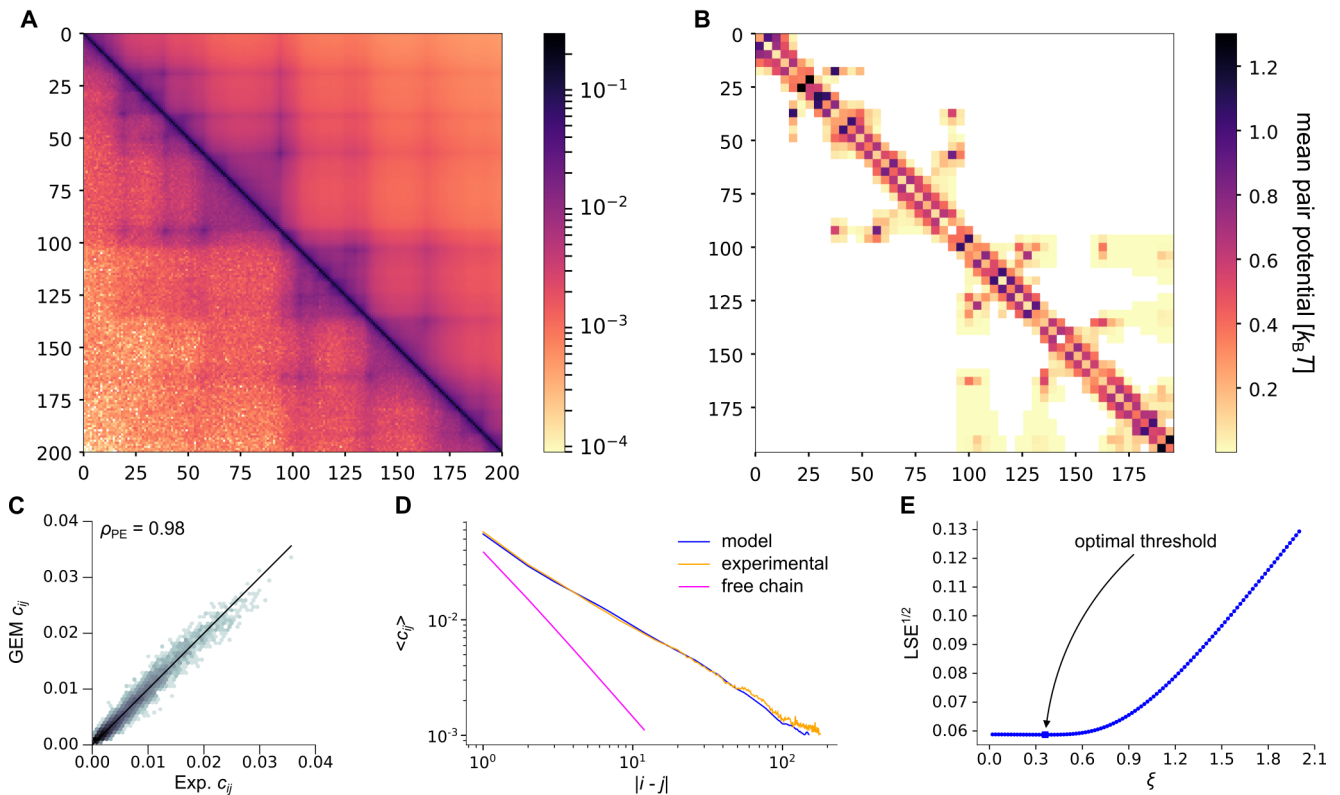 A
0
25
50
75
100
125
150
175
200
0 25 50 75 100 125 150 175 200
10⁻¹
10⁻²
10⁻³
10⁻⁴
B
0
25
50
75
100
125
150
175
0 25 50 75 100 125 150 175
1.2
1.0
0.8
0.6
0.4
0.2
mean pair potential [k_B T]
C
ρ_PE = 0.98
0.04
0.03
0.02
0.01
0.00
0.00 0.01 0.02 0.03 0.04
GEM c_ij
Exp. c_ij
D
model
experimental
free chain
10⁻²
10⁻³
10⁰ 10¹ 10²
<c_ij>
|i - j|
E
optimal threshold
0.13
0.12
0.11
0.10
0.09
0.08
0.07
0.06
0.0 0.3 0.6 0.9 1.2 1.5 1.8 2.1
LSE^1/2
ξ